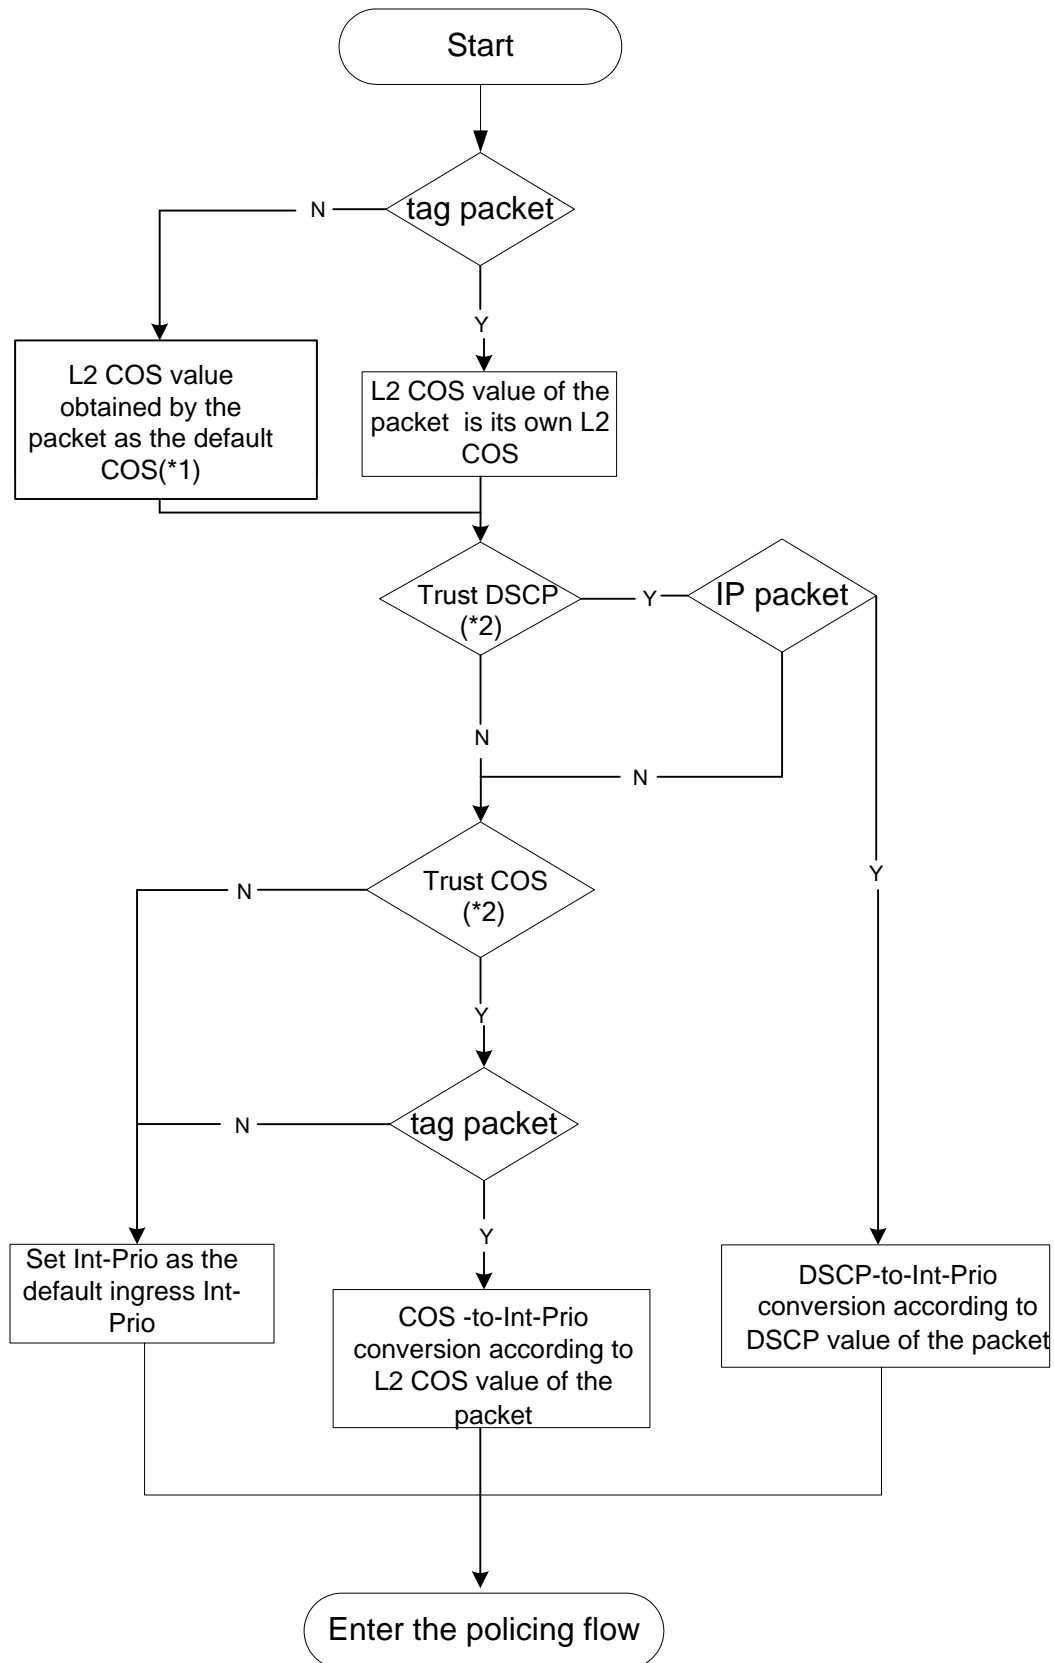 Start
tag packet
N
Y
L2 COS value
obtained by the
packet as the default
COS(*1)
L2 COS value of the
packet is its own L2
COS
Trust DSCP
(*2)
Y
IP packet
N
N
Y
Trust COS
(*2)
N
Y
tag packet
N
Y
Set Int-Prio as the
default ingress Int-
Prio
COS -to-Int-Prio
conversion according to
L2 COS value of the
packet
DSCP-to-Int-Prio
conversion according to
DSCP value of the packet
Enter the policing flow